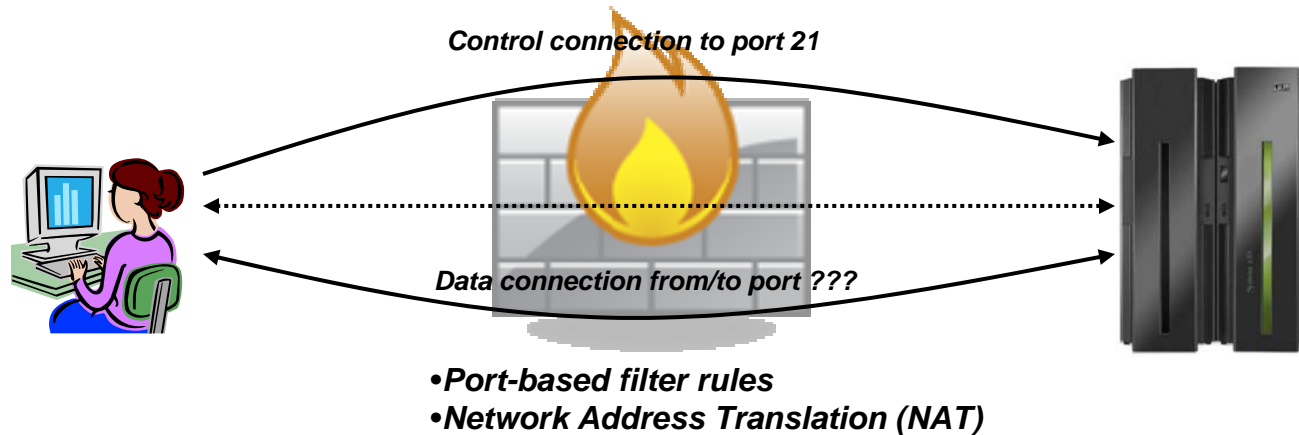 Control connection to port 21
Data connection from/to port ???
•Port-based filter rules
•Network Address Translation (NAT)